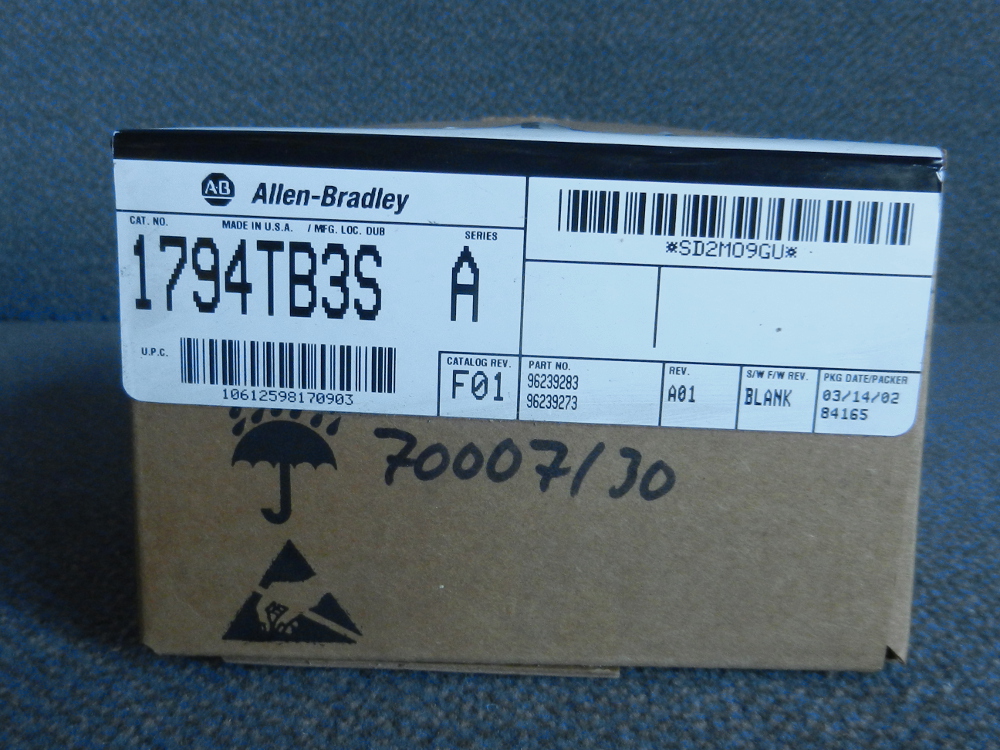 AB Allen-Bradley
CAT. NO. MADE IN U.S.A. / MFG. LOC. DUB SERIES
1794TB3S A
U.P.C.
10612598170903
CATALOG REV.
F01
*SD2M09GU*
PART NO.
96239283
96239273
REV.
A01
S/W F/W REV.
BLANK
PKG DATE/PACKER
03/14/02
84165
70007/30